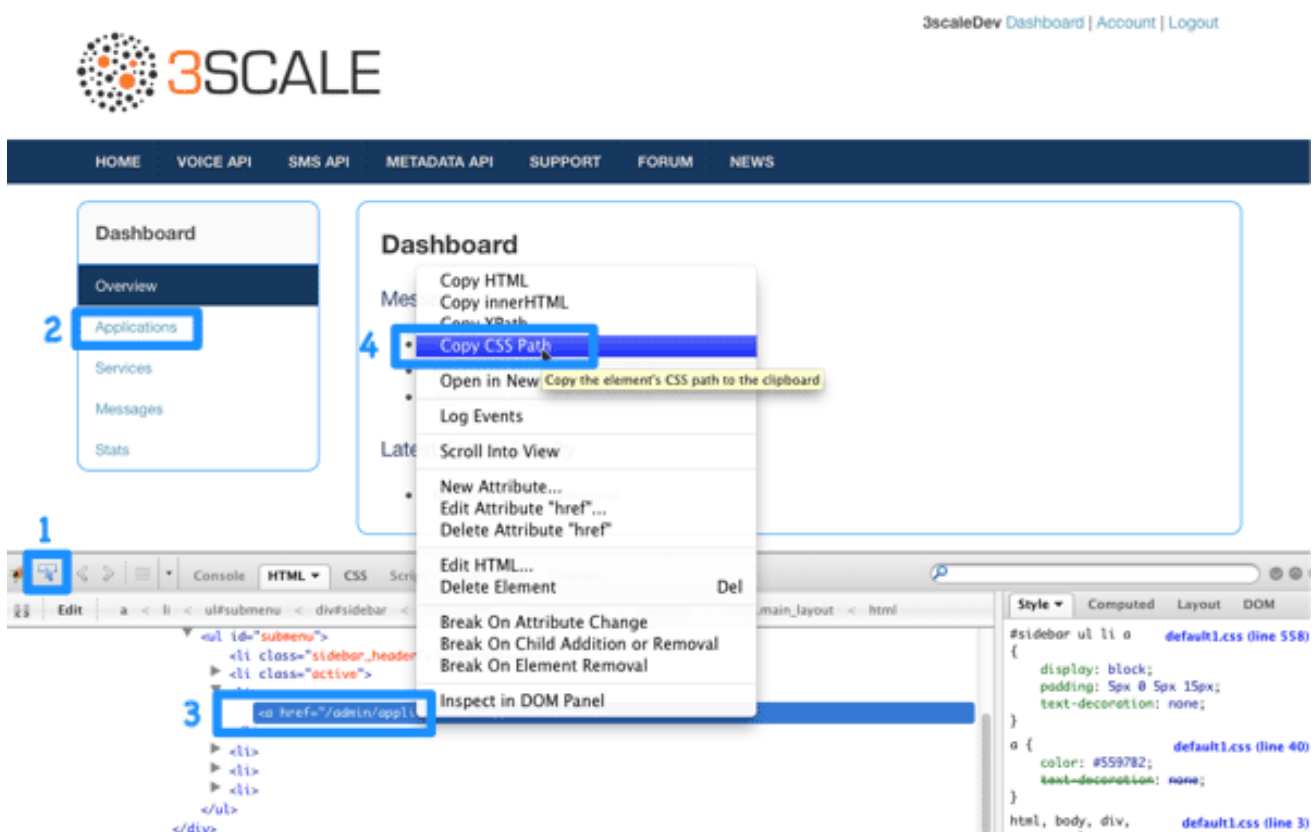 3scaleDev Dashboard | Account | Logout
3SCALE
HOME VOICE API SMS API METADATA API SUPPORT FORUM NEWS
Dashboard
Overview
2
Applications
Services
Messages
Stats
Dashboard
Mes
Late
Copy HTML
Copy innerHTML
Copy XPath
4
Copy CSS Path
Copy the element's CSS path to the clipboard
Open in New
Log Events
Scroll Into View
New Attribute...
Edit Attribute "href"...
Delete Attribute "href"
Edit HTML...
Delete Element Del
Break On Attribute Change
Break On Child Addition or Removal
Break On Element Removal
Inspect in DOM Panel
1
Console HTML CSS Scri
Edit a < li < ul#submenu < div#sidebar < .main_layout < html
<ul id="submenu">
<li class="sidebar_header
<li class="active">
3
<a href="/admin/appli
<li>
<li>
<li>
</ul>
</div>
Style Computed Layout DOM
#sidebar ul li a default1.css (line 558)
{
display: block;
padding: 5px 0 5px 15px;
text-decoration: none;
}
a { default1.css (line 40)
color: #559782;
text-decoration: none;
}
html, body, div, default1.css (line 3)